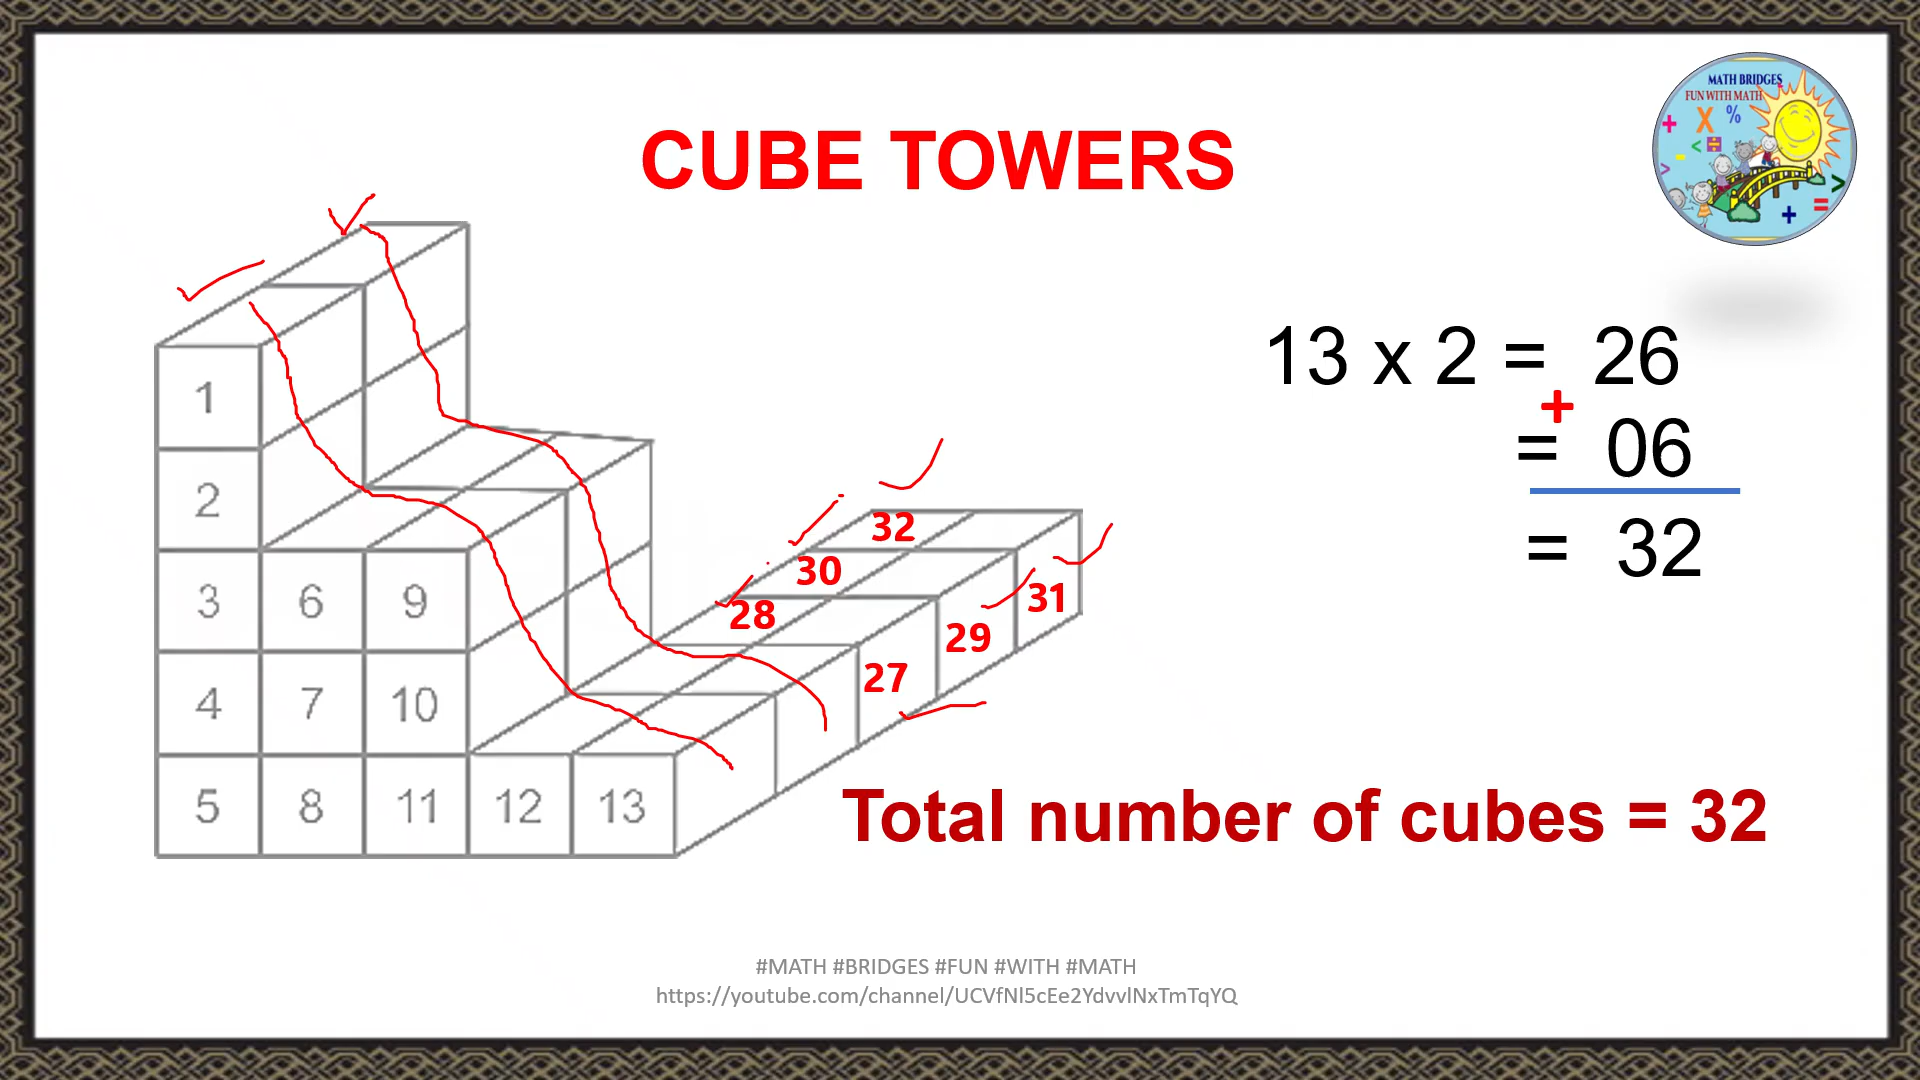 MATH BRIDGES
FUN WITH MATH
CUBE TOWERS
13 x 2 = 26
+
= 06
= 32
1
2
3 6 9
4 7 10
5 8 11 12 13
32
30
28
31
29
27
Total number of cubes = 32
#MATH #BRIDGES #FUN #WITH #MATH
https://youtube.com/channel/UCVfNl5cEe2YdvvlNxTmTqYQ